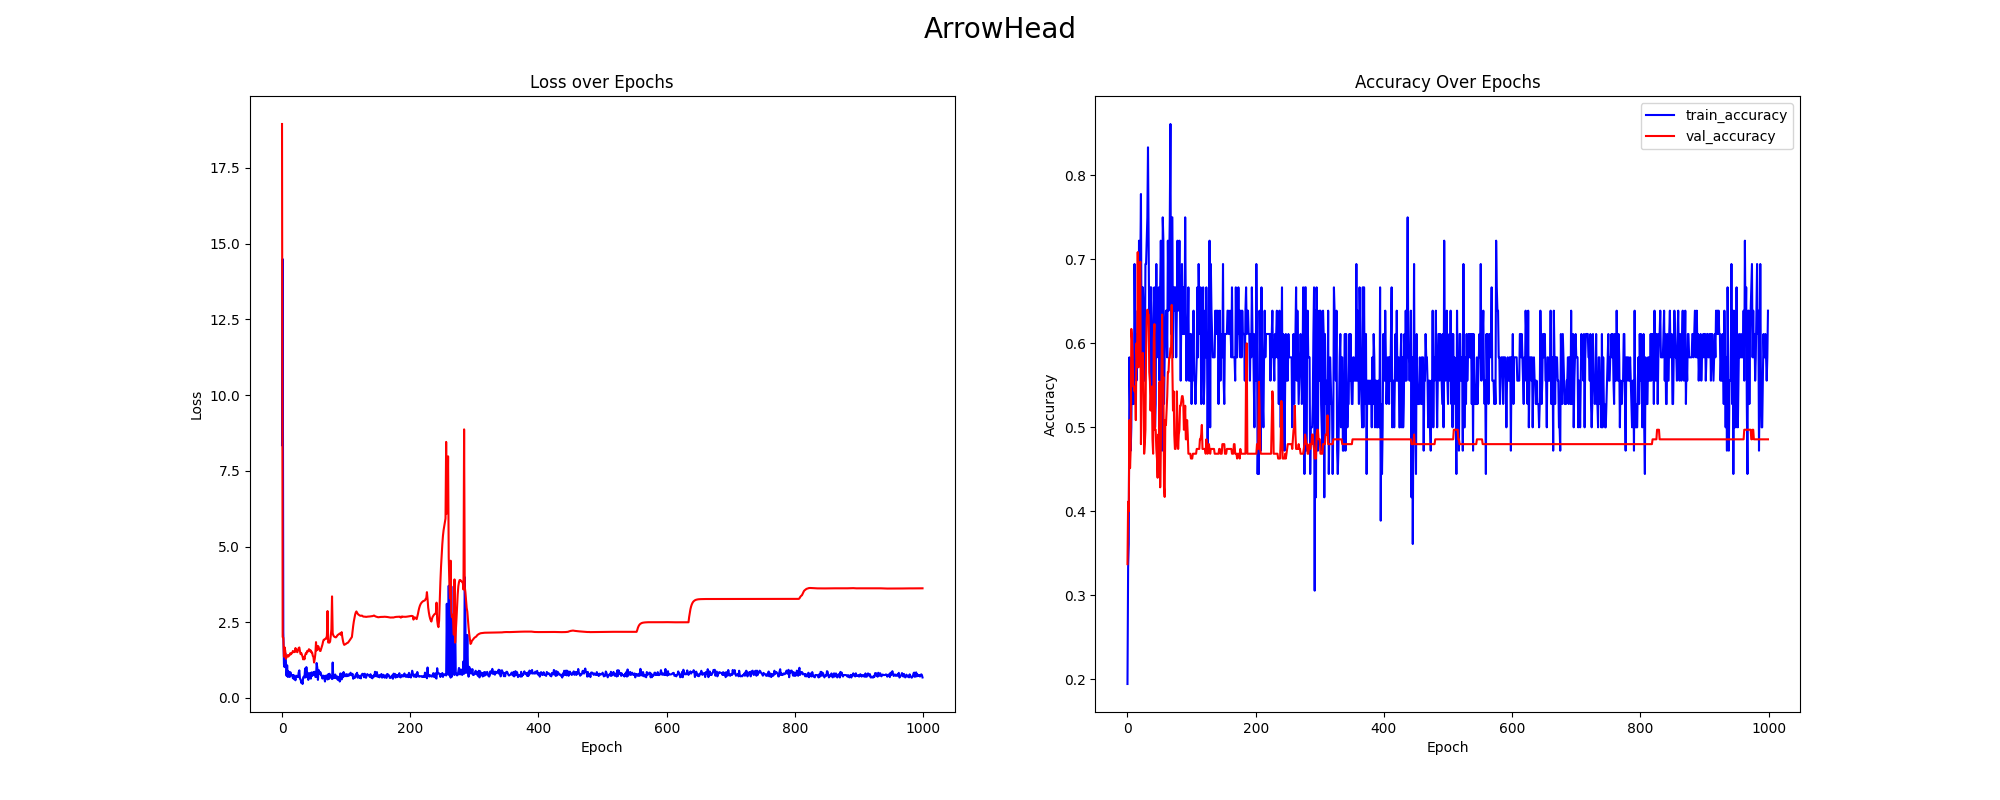 ArrowHead
Loss over Epochs
17.5
15.0
12.5
10.0
7.5
5.0
2.5
0.0
Loss
0 200 400 600 800 1000
Epoch
Accuracy Over Epochs
train_accuracy
val_accuracy
0.8
0.7
0.6
0.5
0.4
0.3
0.2
Accuracy
0 200 400 600 800 1000
Epoch